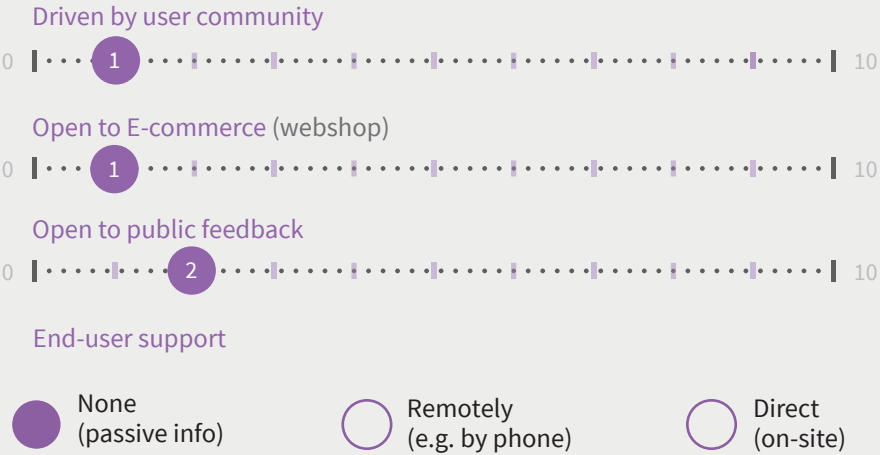 Driven by user community
0 1 10
Open to E-commerce (webshop)
0 1 10
Open to public feedback
0 2 10
End-user support
None
(passive info)
Remotely
(e.g. by phone)
Direct
(on-site)